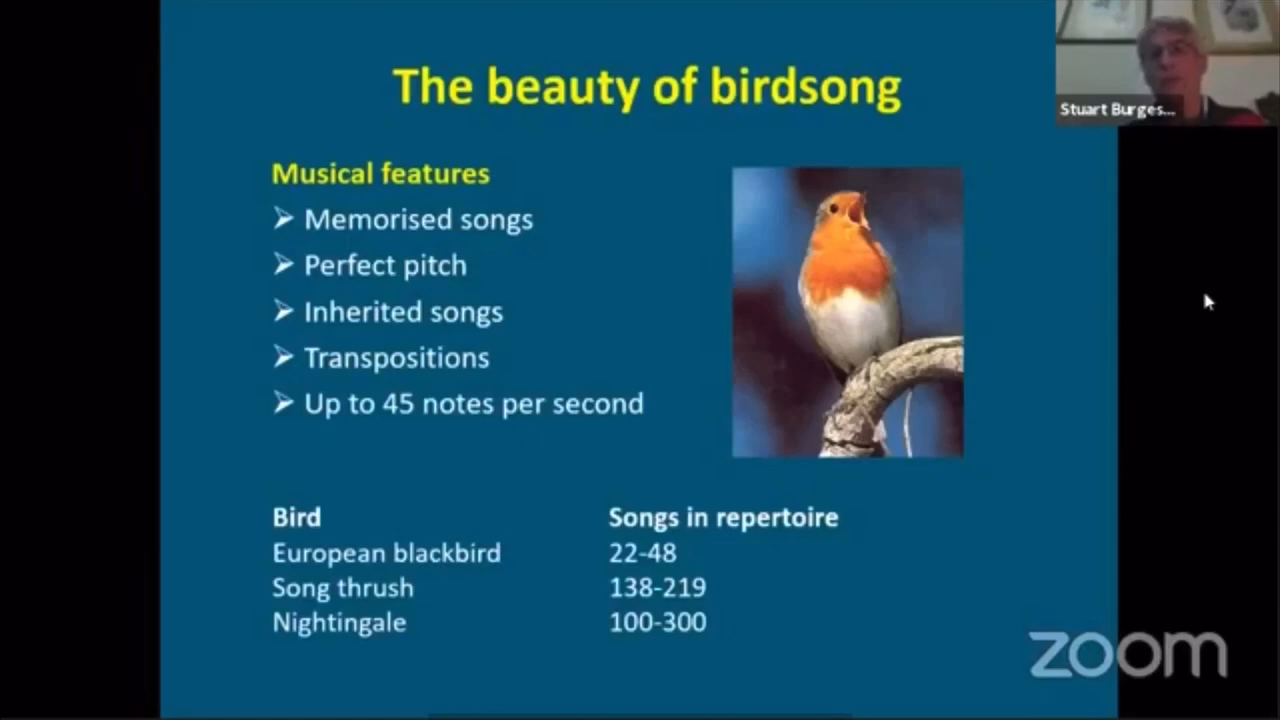 The beauty of birdsong
Stuart Burges...
Musical features
➢ Memorised songs
➢ Perfect pitch
➢ Inherited songs
➢ Transpositions
➢ Up to 45 notes per second
Bird Songs in repertoire
European blackbird 22-48
Song thrush 138-219
Nightingale 100-300
zoom